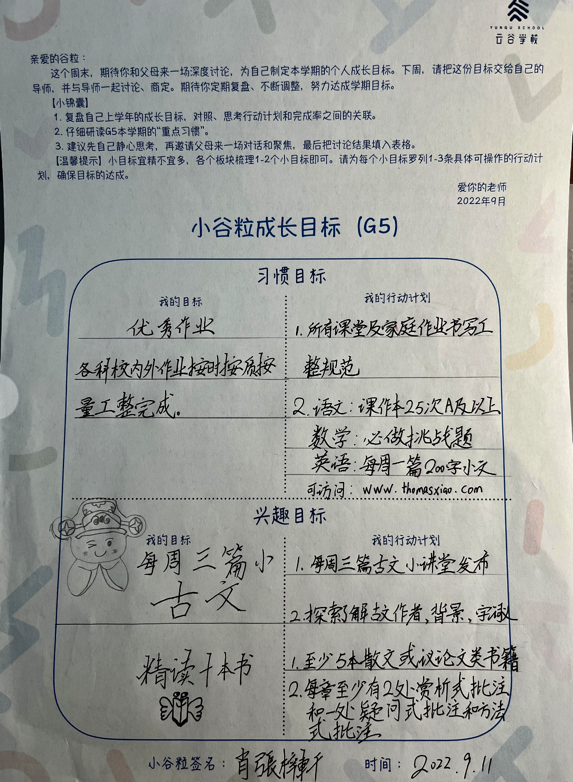 YUNGU SCHOOL
云谷学校
亲爱的谷粒：
这个周末，期待你和父母来一场深度讨论，为自己制定本学期的个人成长目标。下周，请把这份目标交给自己的
导师，并与导师一起讨论、商定。期待你定期复盘、不断调整，努力达成学期目标。
【小锦囊】
1. 复盘自己上学年的成长目标，对照、思考行动计划和完成率之间的关联。
2. 仔细研读G5本学期的“重点习惯”。
3. 建议先自己静心思考，再邀请父母来一场对话和聚焦，最后把讨论结果填入表格。
【温馨提示】小目标宜精不宜多，各个板块梳理1-2个小目标即可。请为每个小目标罗列1-3条具体可操作的行动计
划，确保目标的达成。
爱你的老师
2022年9月
小谷粒成长目标（G5）
习惯目标
我的目标
优秀作业
各科校内外作业按时按质按
量工整完成。
我的行动计划
1. 所有课堂及家庭作业书写工
整规范
2. 语文：课作本25次A及以上
数学：必做挑战题
英语：每周一篇200字小文
可访问：www.thomasxiao.com
兴趣目标
我的目标
每周三篇小
古文
我的行动计划
1. 每周三篇古文小课堂发布
2. 探索了解古文作者，背景，字词
精读十本书
1. 至少5本散文或议论文类书籍
2. 每章至少有2处赏析式批注
和一处疑问式批注和方法
式批注
小谷粒签名：肖張
时间：2022.9.11